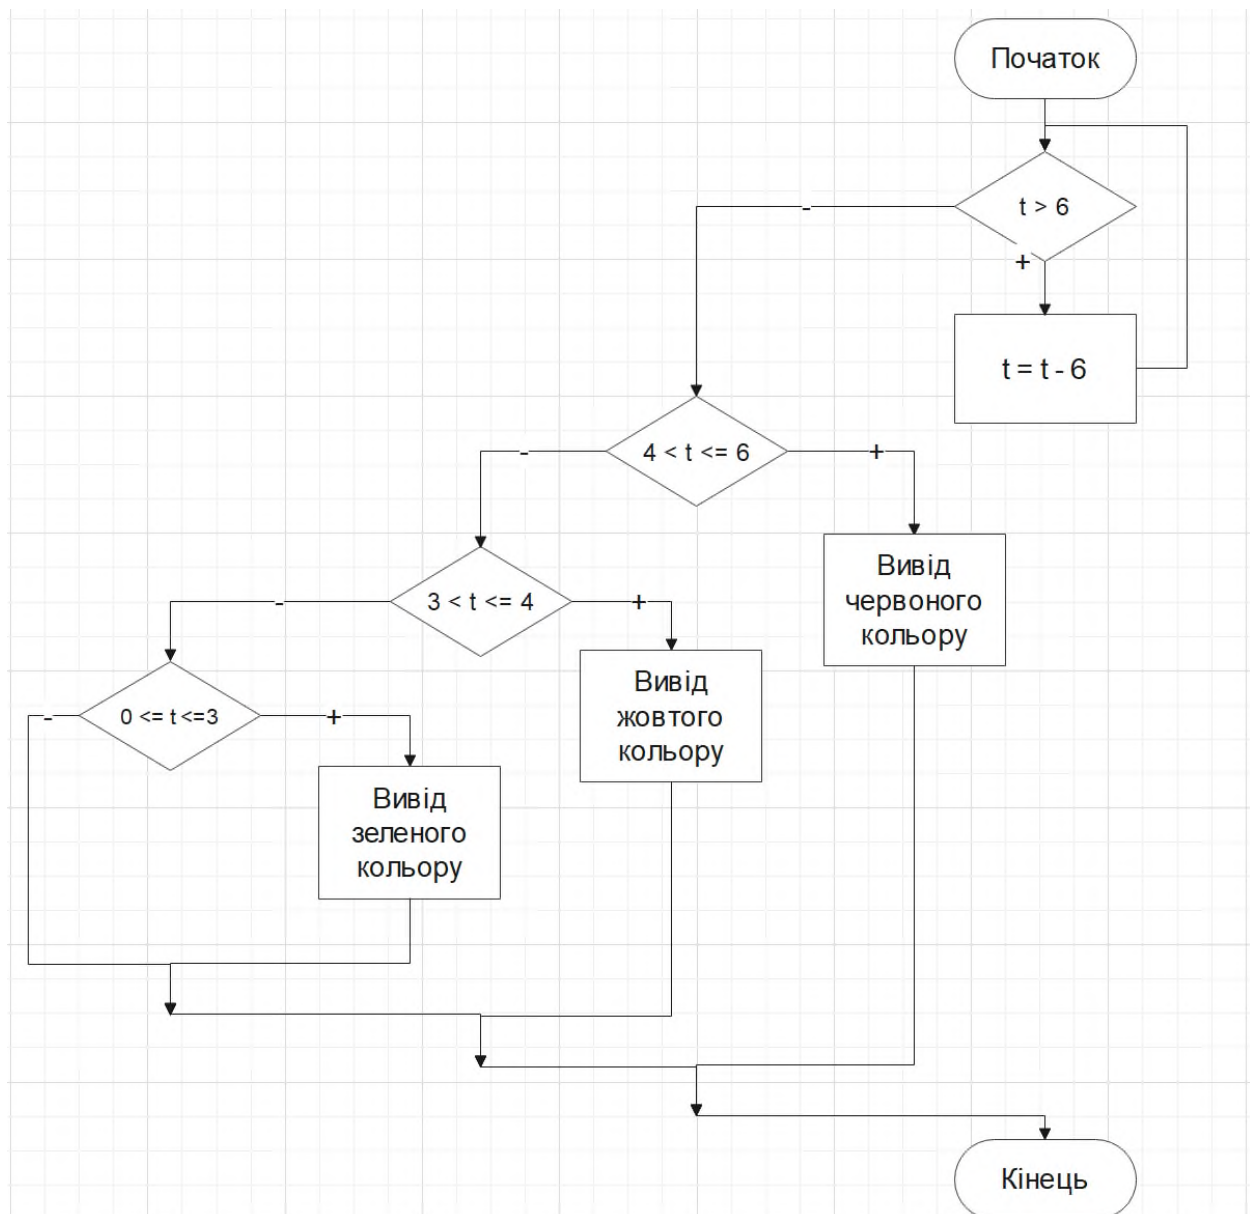 Початок
t > 6
-
+
t = t - 6
4 < t <= 6
-
+
Вивід
червоного
кольору
3 < t <= 4
-
+
Вивід
жовтого
кольору
0 <= t <=3
-
+
Вивід
зеленого
кольору
Кінець